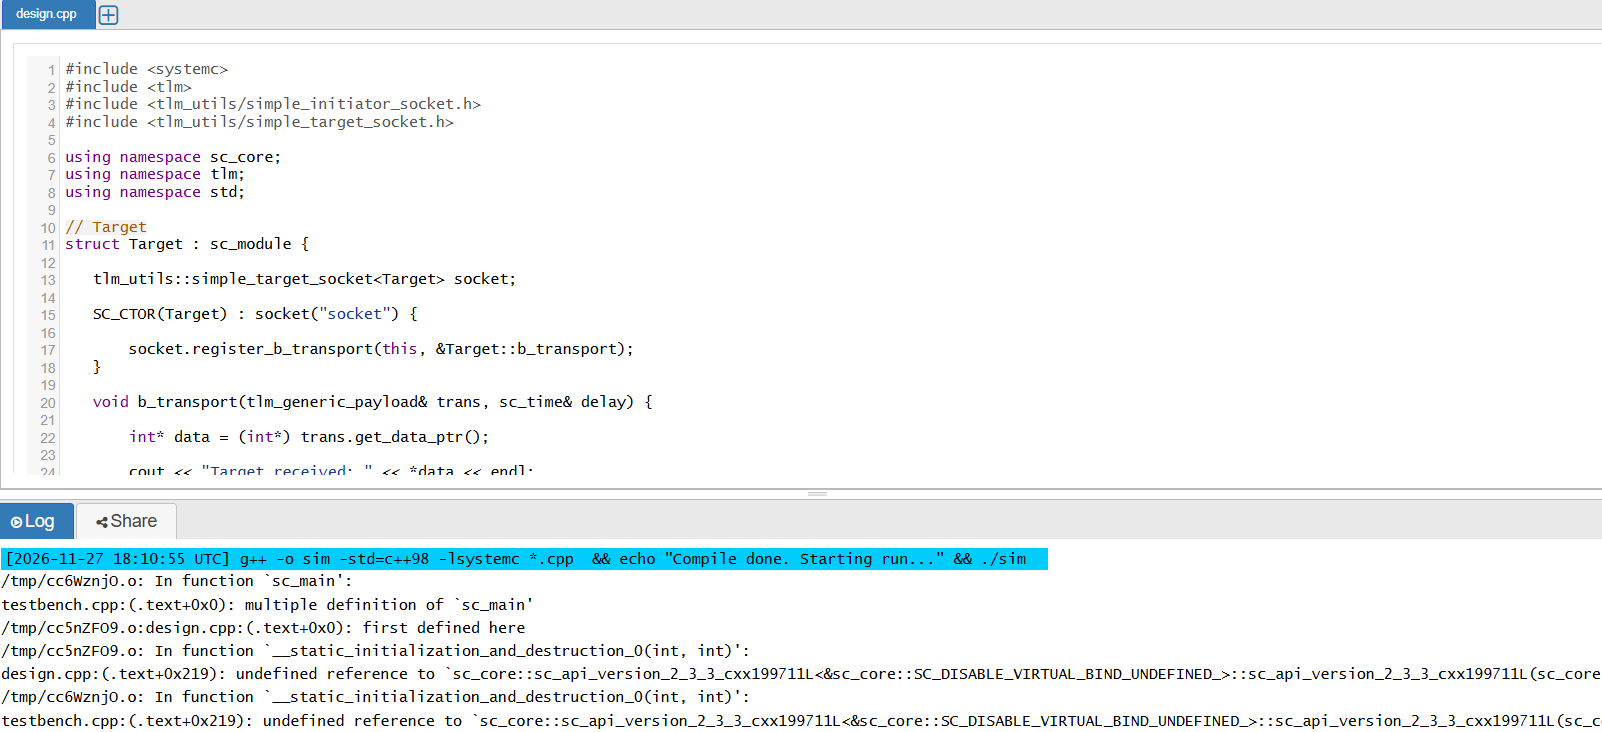 design.cpp
1 #include <systemc>
2 #include <tlm>
3 #include <tlm_utils/simple_initiator_socket.h>
4 #include <tlm_utils/simple_target_socket.h>
5
6 using namespace sc_core;
7 using namespace tlm;
8 using namespace std;
9
10 // Target
11 struct Target : sc_module {
12
13 tlm_utils::simple_target_socket<Target> socket;
14
15 SC_CTOR(Target) : socket("socket") {
16
17 socket.register_b_transport(this, &Target::b_transport);
18 }
19
20 void b_transport(tlm_generic_payload& trans, sc_time& delay) {
21
22 int* data = (int*) trans.get_data_ptr();
23
24 cout << "Target received: " << *data << endl;
Log Share
[2026-11-27 18:10:55 UTC] g++ -o sim -std=c++98 -lsystemc *.cpp && echo "Compile done. Starting run..." && ./sim
/tmp/cc6WznjO.o: In function `sc_main':
testbench.cpp:(.text+0x0): multiple definition of `sc_main'
/tmp/cc5nZFO9.o:design.cpp:(.text+0x0): first defined here
/tmp/cc5nZFO9.o: In function `__static_initialization_and_destruction_0(int, int)':
design.cpp:(.text+0x219): undefined reference to `sc_core::sc_api_version_2_3_3_cxx199711L<&sc_core::SC_DISABLE_VIRTUAL_BIND_UNDEFINED_>::sc_api_version_2_3_3_cxx199711L(sc_core
/tmp/cc6WznjO.o: In function `__static_initialization_and_destruction_0(int, int)':
testbench.cpp:(.text+0x219): undefined reference to `sc_core::sc_api_version_2_3_3_cxx199711L<&sc_core::SC_DISABLE_VIRTUAL_BIND_UNDEFINED_>::sc_api_version_2_3_3_cxx199711L(sc_c